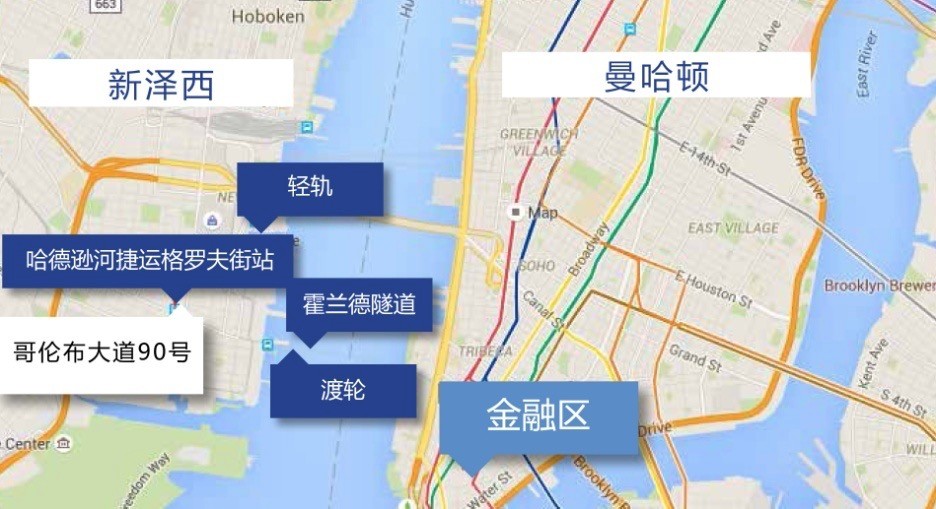 663
Hoboken
新泽西
曼哈顿
East River
1st Avenue
GREENWICH
VILLAGE
E 14th St
FDR Drive
轻轨
Map
EAST VILLAGE
Broadway
哈德逊河捷运格罗夫街站
SOHO
E Houston St
Brooklyn Brewer
霍兰德隧道
Canal St
哥伦布大道90号
TRIBECA
Grand St
Kent Ave
渡轮
S 4th St
金融区
Drive
Center
Water St